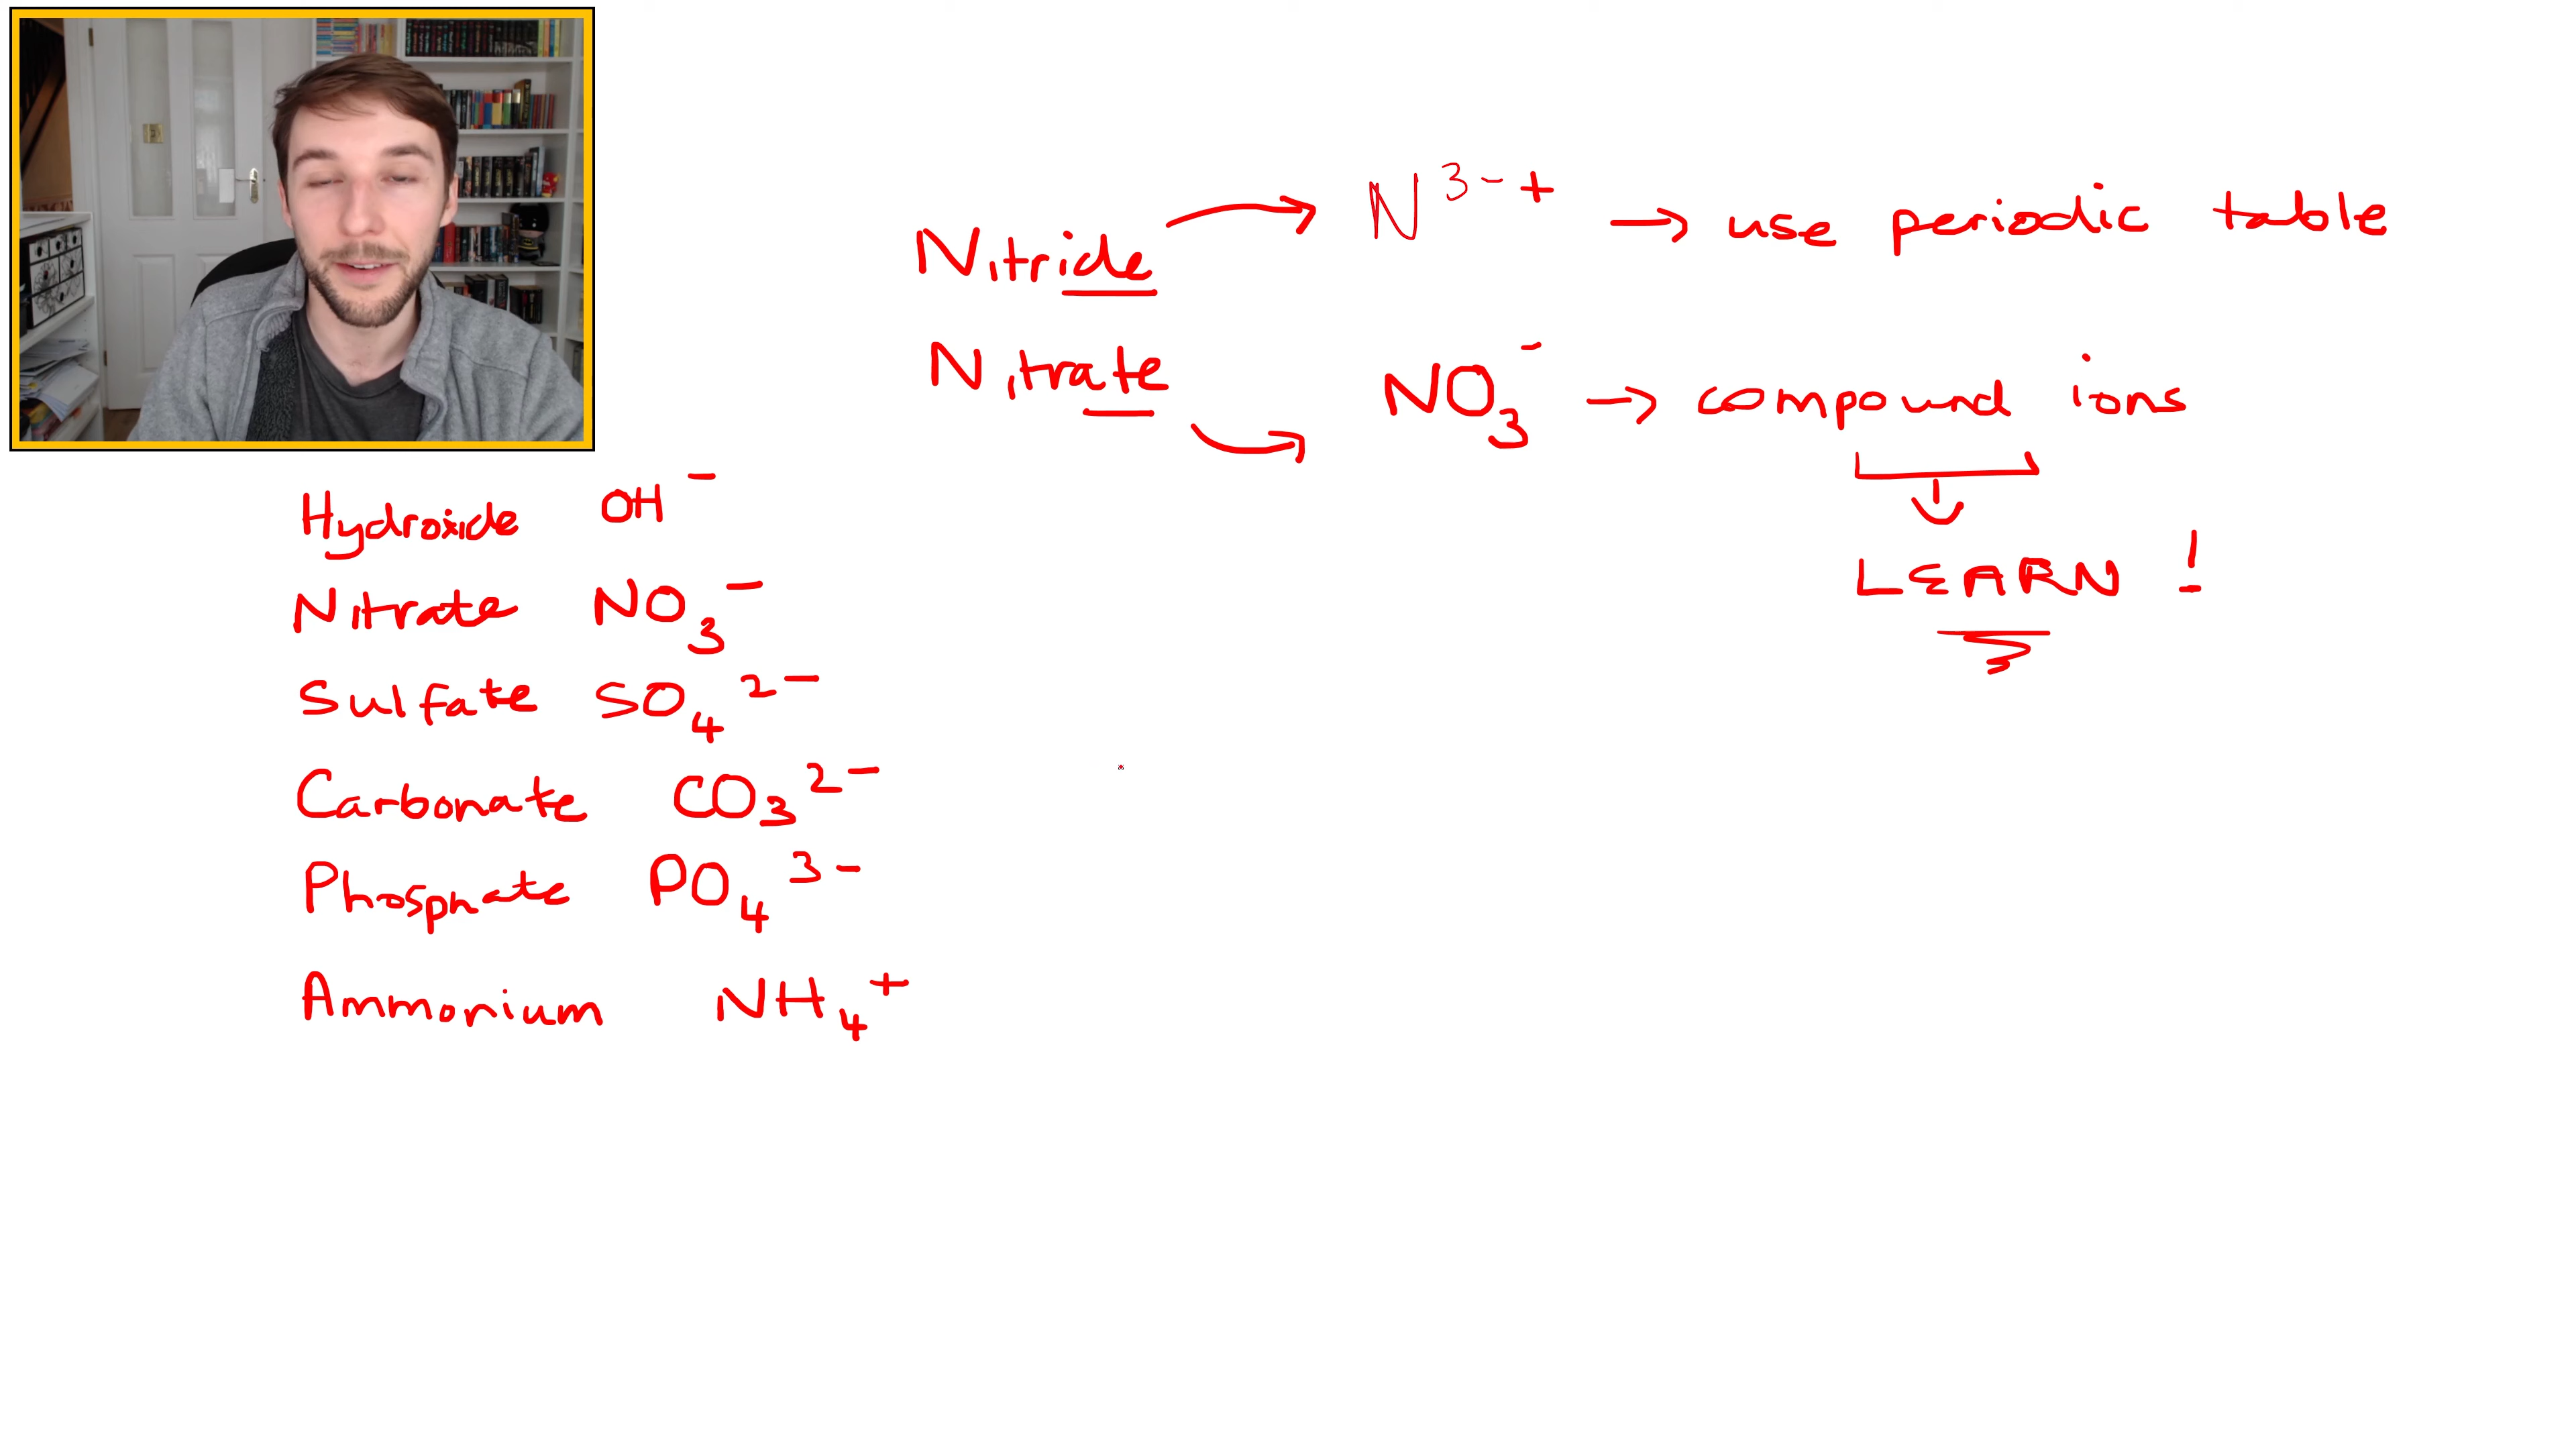 Nitride → N³⁻ + → use periodic table
Nitrate → NO₃⁻ → compound ions
LEARN !
Hydroxide OH⁻
Nitrate NO₃⁻
Sulfate SO₄²⁻
Carbonate CO₃²⁻
Phosphate PO₄³⁻
Ammonium NH₄⁺